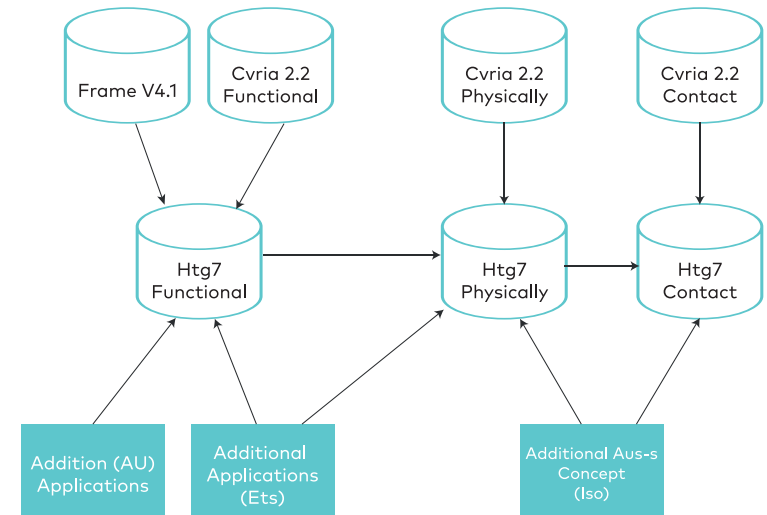 Frame V4.1
Cvria 2.2
Functional
Cvria 2.2
Physically
Cvria 2.2
Contact
Htg7
Functional
Htg7
Physically
Htg7
Contact
Addition (AU)
Applications
Additional
Applications
(Ets)
Additional Aus-s
Concept
(Iso)